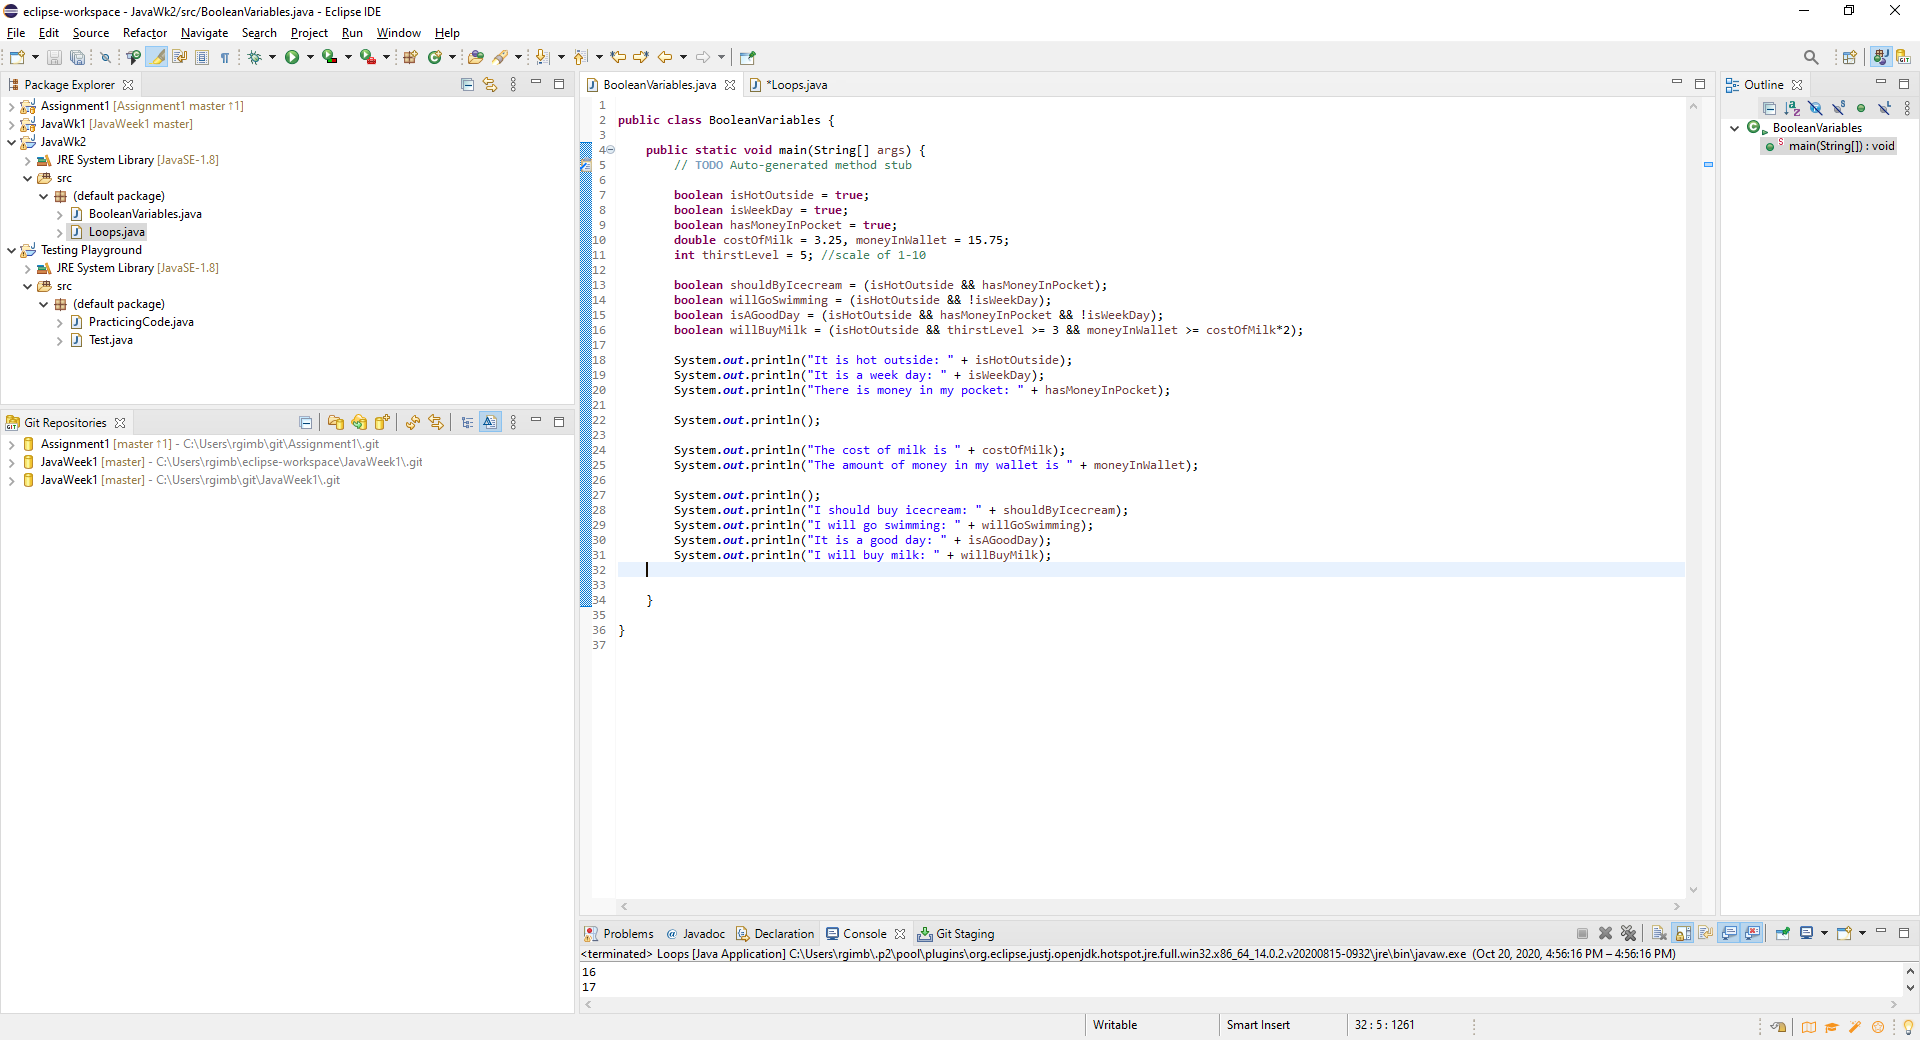 eclipse-workspace - JavaWk2/src/BooleanVariables.java - Eclipse IDE
File Edit Source Refactor Navigate Search Project Run Window Help
Package Explorer
Assignment1 [Assignment1 master ↑1]
JavaWk1 [JavaWeek1 master]
JavaWk2
JRE System Library [JavaSE-1.8]
src
(default package)
BooleanVariables.java
Loops.java
Testing Playground
JRE System Library [JavaSE-1.8]
src
(default package)
PracticingCode.java
Test.java
Git Repositories
Assignment1 [master ↑1] - C:\Users\rgimb\git\Assignment1\.git
JavaWeek1 [master] - C:\Users\rgimb\eclipse-workspace\JavaWeek1\.git
JavaWeek1 [master] - C:\Users\rgimb\git\JavaWeek1\.git
BooleanVariables.java *Loops.java
1
2 public class BooleanVariables {
3
4 public static void main(String[] args) {
5 // TODO Auto-generated method stub
6
7 boolean isHotOutside = true;
8 boolean isWeekDay = true;
9 boolean hasMoneyInPocket = true;
10 double costOfMilk = 3.25, moneyInWallet = 15.75;
11 int thirstLevel = 5; //scale of 1-10
12
13 boolean shouldByIcecream = (isHotOutside && hasMoneyInPocket);
14 boolean willGoSwimming = (isHotOutside && !isWeekDay);
15 boolean isAGoodDay = (isHotOutside && hasMoneyInPocket && !isWeekDay);
16 boolean willBuyMilk = (isHotOutside && thirstLevel >= 3 && moneyInWallet >= costOfMilk*2);
17
18 System.out.println("It is hot outside: " + isHotOutside);
19 System.out.println("It is a week day: " + isWeekDay);
20 System.out.println("There is money in my pocket: " + hasMoneyInPocket);
21
22 System.out.println();
23
24 System.out.println("The cost of milk is " + costOfMilk);
25 System.out.println("The amount of money in my wallet is " + moneyInWallet);
26
27 System.out.println();
28 System.out.println("I should buy icecream: " + shouldByIcecream);
29 System.out.println("I will go swimming: " + willGoSwimming);
30 System.out.println("It is a good day: " + isAGoodDay);
31 System.out.println("I will buy milk: " + willBuyMilk);
32
33
34 }
35
36 }
37
Outline
BooleanVariables
main(String[]) : void
Problems @ Javadoc Declaration Console Git Staging
<terminated> Loops [Java Application] C:\Users\rgimb\.p2\pool\plugins\org.eclipse.justj.openjdk.hotspot.jre.full.win32.x86_64_14.0.2.v20200815-0932\jre\bin\javaw.exe (Oct 20, 2020, 4:56:16 PM – 4:56:16 PM)
16
17
Writable Smart Insert 32 : 5 : 1261